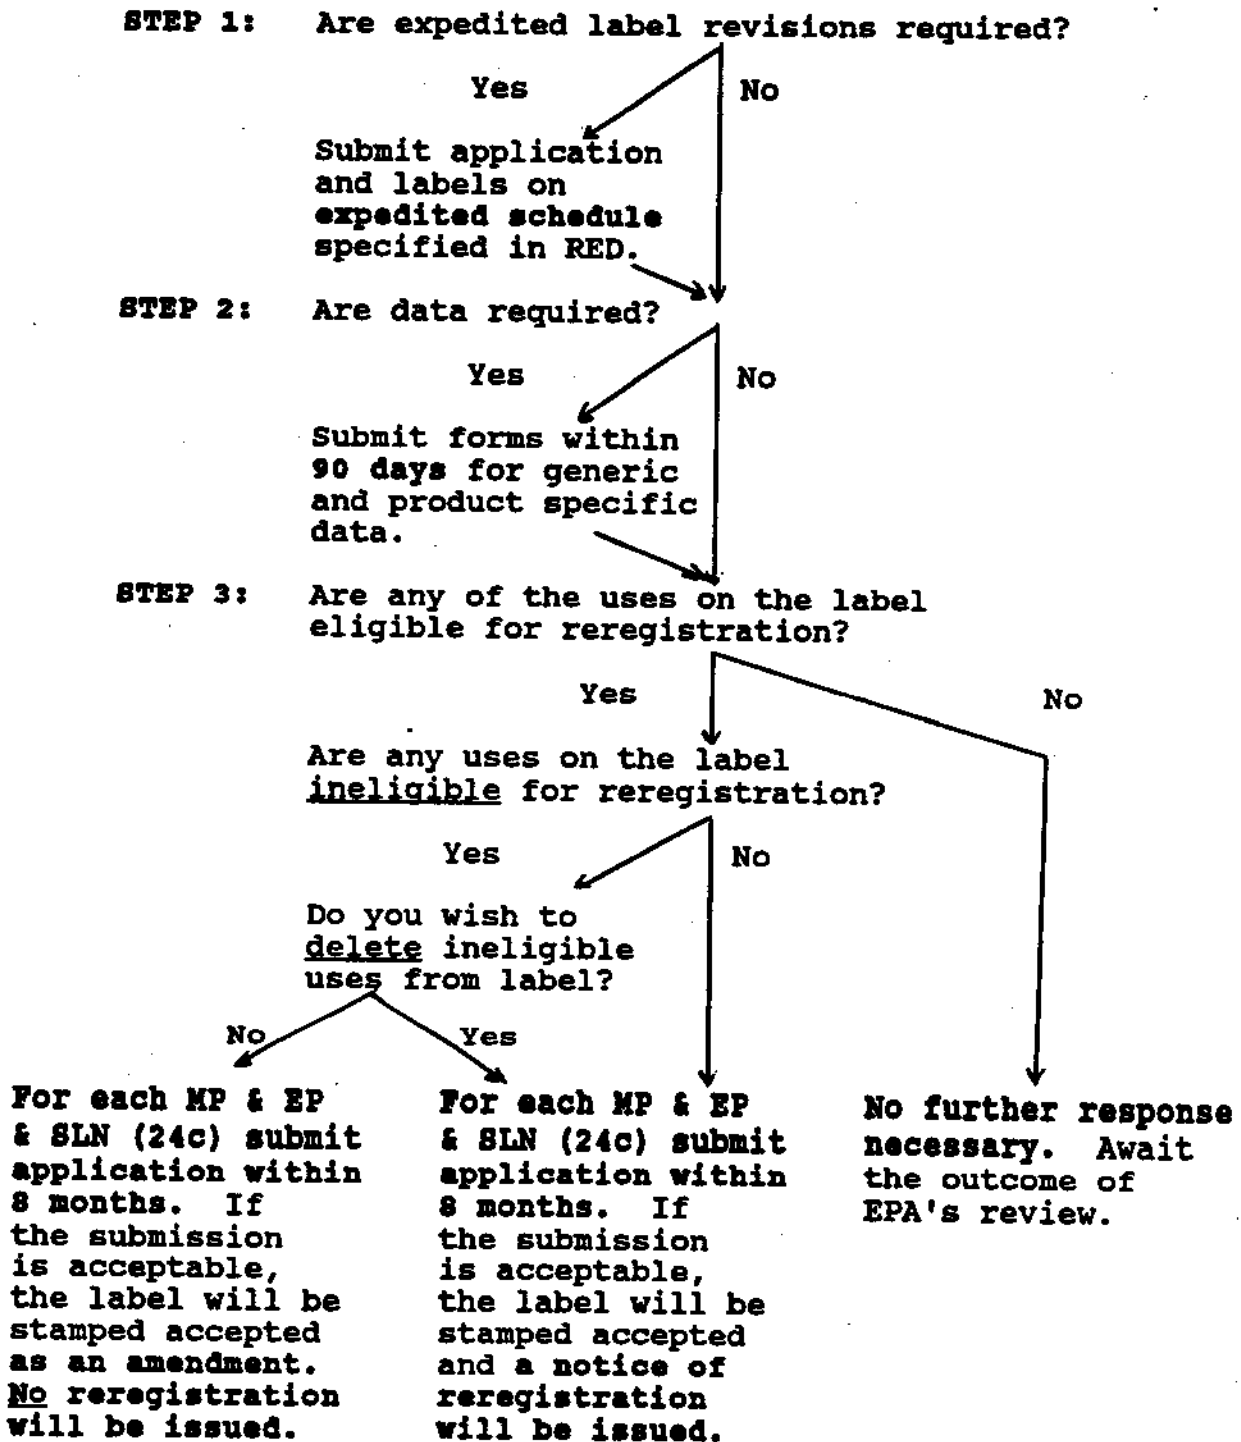 STEP 1: Are expedited label revisions required?
Yes No
Submit application
and labels on
expedited schedule
specified in RED.
STEP 2: Are data required?
Yes No
Submit forms within
90 days for generic
and product specific
data.
STEP 3: Are any of the uses on the label
eligible for reregistration?
Yes No
Are any uses on the label
ineligible for reregistration?
Yes No
Do you wish to
delete ineligible
uses from label?
No Yes
For each MP & EP
& SLN (24c) submit
application within
8 months. If
the submission
is acceptable,
the label will be
stamped accepted
as an amendment.
No reregistration
will be issued.
For each MP & EP
& SLN (24c) submit
application within
8 months. If
the submission
is acceptable,
the label will be
stamped accepted
and a notice of
reregistration
will be issued.
No further response
necessary. Await
the outcome of
EPA's review.